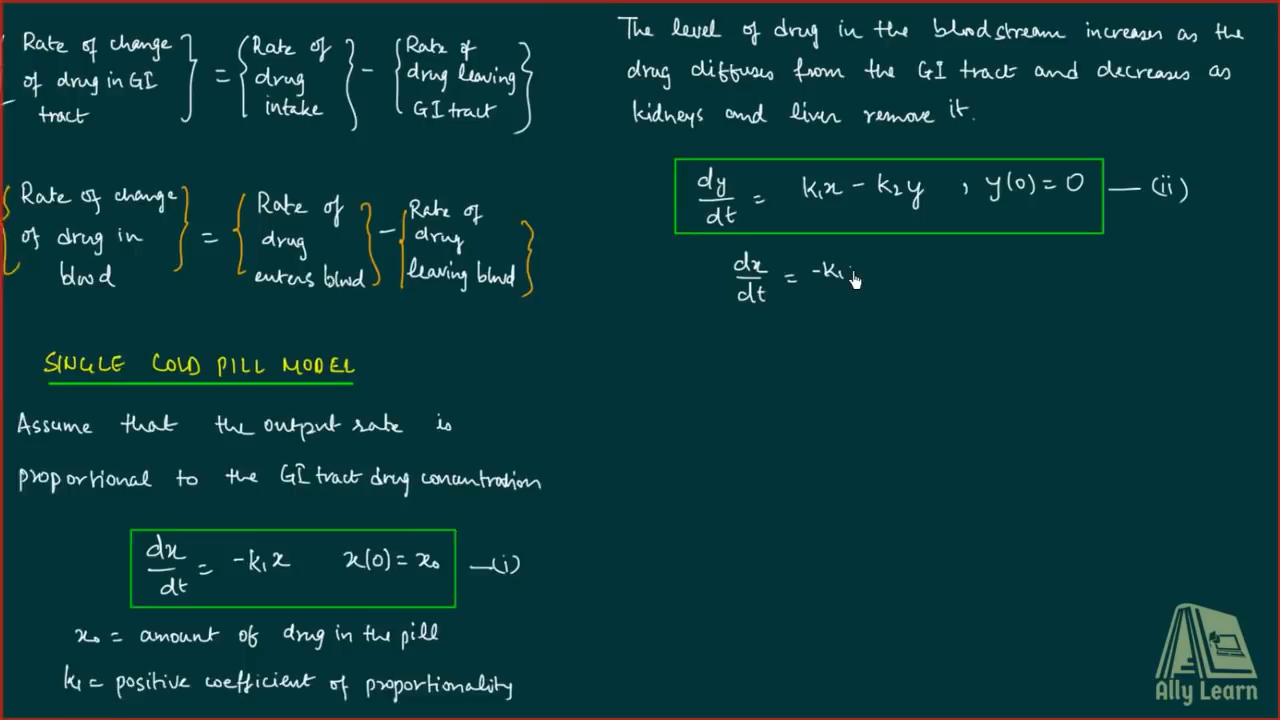 Rate of change of drug in GI tract = Rate of drug intake - Rate of drug leaving GI tract
Rate of change of drug in blood = Rate of drug enters blood - Rate of drug leaving blood
SINGLE COLD PILL MODEL
Assume that the output rate is
proportional to the GI tract drug concentration
dx/dt = -k₁x x(0) = x₀ —(i)
x₀ = amount of drug in the pill
k₁ = positive coefficient of proportionality
The level of drug in the bloodstream increases as the
drug diffuses from the GI tract and decreases as
kidneys and liver remove it.
dy/dt = k₁x - k₂y , y(0) = 0 — (ii)
dx/dt = -k₁
Ally Learn